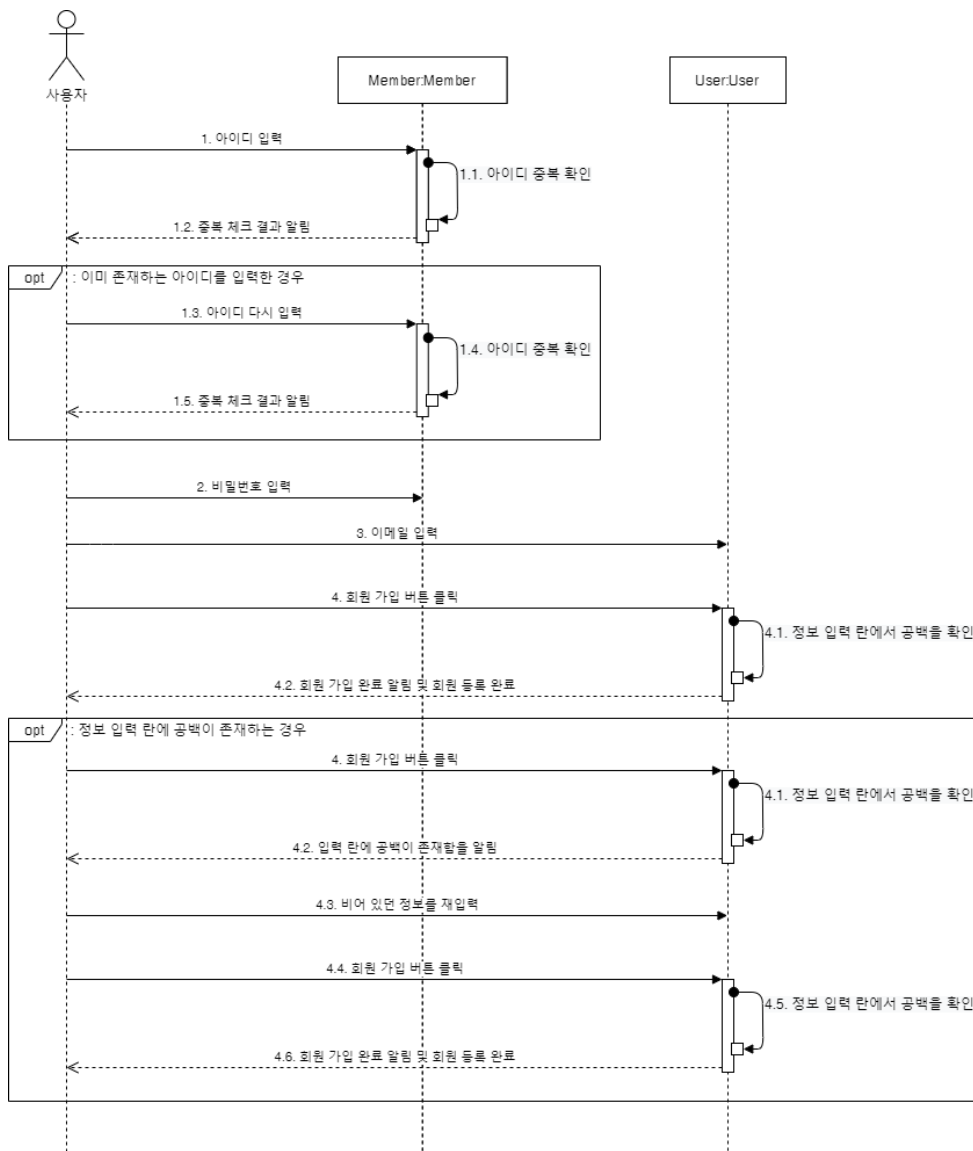 사용자
Member:Member
User:User
1. 아이디 입력
1.1. 아이디 중복 확인
1.2. 중복 체크 결과 알림
opt : 이미 존재하는 아이디를 입력한 경우
1.3. 아이디 다시 입력
1.4. 아이디 중복 확인
1.5. 중복 체크 결과 알림
2. 비밀번호 입력
3. 이메일 입력
4. 회원 가입 버튼 클릭
4.1. 정보 입력 란에서 공백을 확인
4.2. 회원 가입 완료 알림 및 회원 등록 완료
opt : 정보 입력 란에 공백이 존재하는 경우
4. 회원 가입 버튼 클릭
4.1. 정보 입력 란에서 공백을 확인
4.2. 입력 란에 공백이 존재함을 알림
4.3. 비어 있던 정보를 재입력
4.4. 회원 가입 버튼 클릭
4.5. 정보 입력 란에서 공백을 확인
4.6. 회원 가입 완료 알림 및 회원 등록 완료